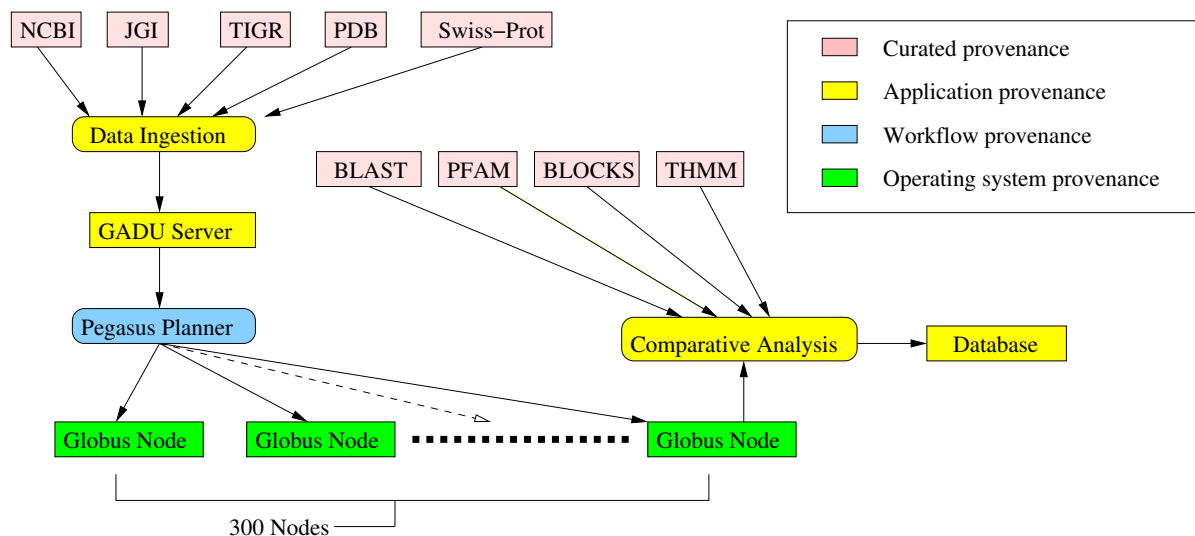 NCBI
JGI
TIGR
PDB
Swiss−Prot
Curated provenance
Application provenance
Workflow provenance
Operating system provenance
Data Ingestion
BLAST
PFAM
BLOCKS
THMM
GADU Server
Pegasus Planner
Comparative Analysis
Database
Globus Node
Globus Node
Globus Node
300 Nodes